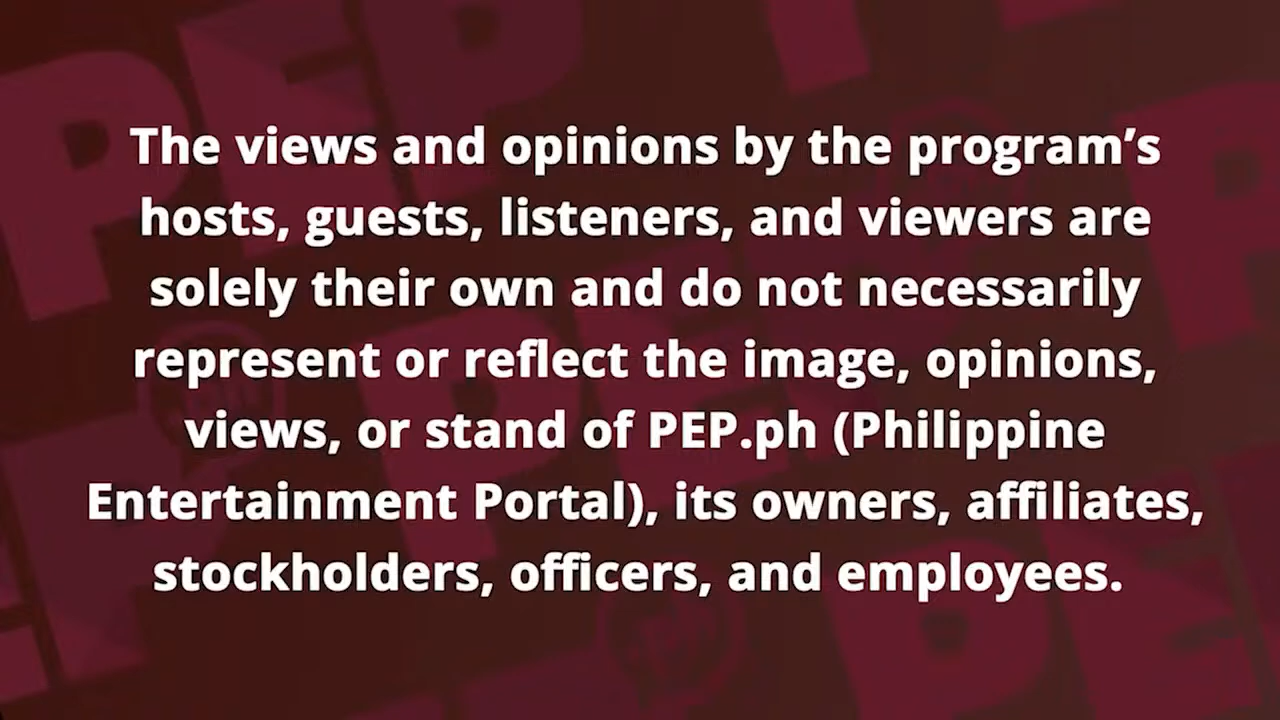 The views and opinions by the program’s
hosts, guests, listeners, and viewers are
solely their own and do not necessarily
represent or reflect the image, opinions,
views, or stand of PEP.ph (Philippine
Entertainment Portal), its owners, affiliates,
stockholders, officers, and employees.